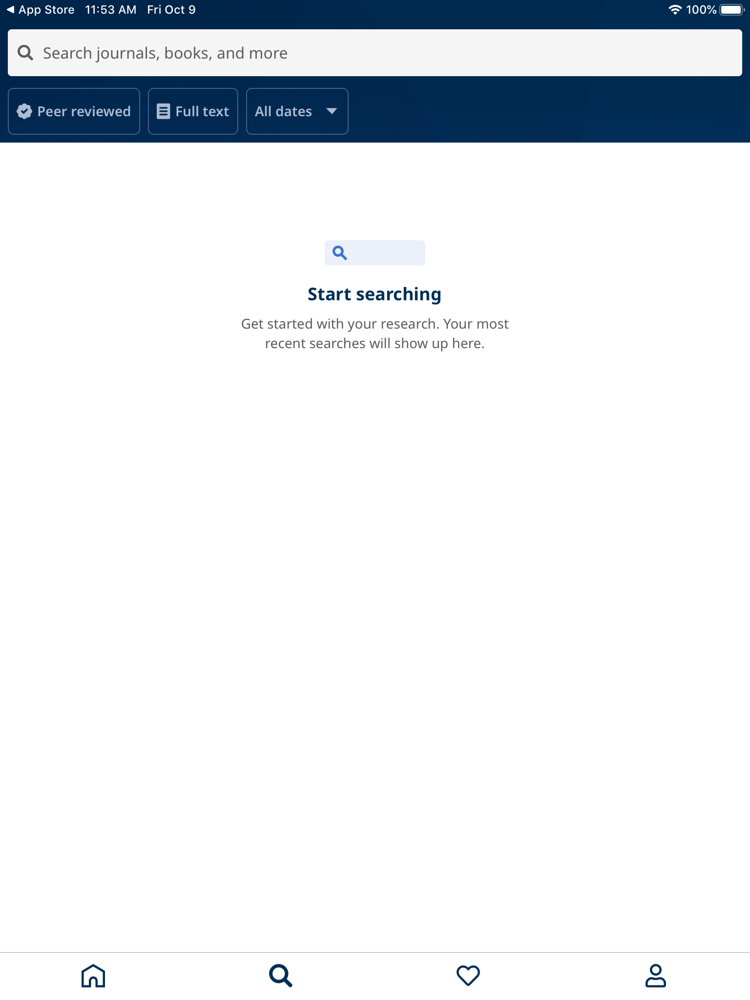 App Store 11:53 AM Fri Oct 9 100%
Search journals, books, and more
Peer reviewed Full text All dates
Start searching
Get started with your research. Your most
recent searches will show up here.